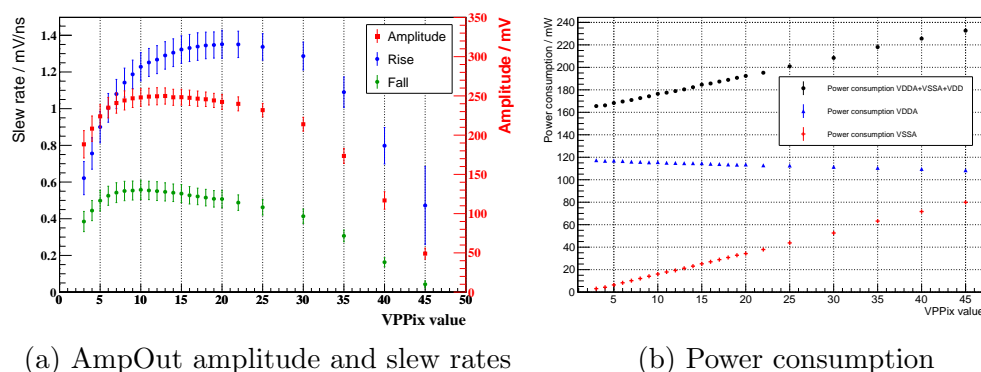 Slew rate / mV/ns
1.4
1.2
1
0.8
0.6
0.4
0.2
0
0 5 10 15 20 25 30 35 40 45 50
VPPix value
350
300
250
200
150
100
50
0
Amplitude / mV
Amplitude
Rise
Fall
(a) AmpOut amplitude and slew rates
Power consumption / mW
240
220
200
180
160
140
120
100
80
60
40
20
0
0 5 10 15 20 25 30 35 40 45
VPPix value
Power consumption VDDA+VSSA+VDD
Power consumption VDDA
Power consumption VSSA
(b) Power consumption